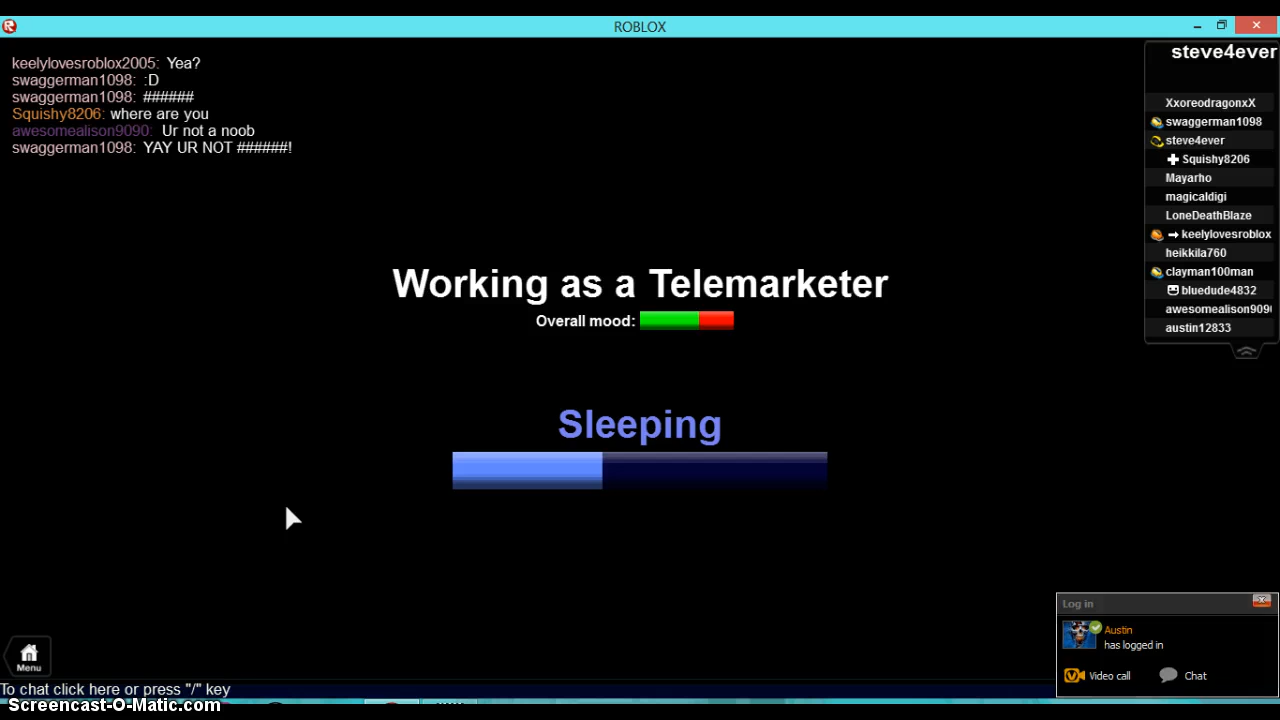 ROBLOX
keelylovesroblox2005: Yea?
swaggerman1098: :D
swaggerman1098: ######
Squishy8206: where are you
awesomealison9090: Ur not a noob
swaggerman1098: YAY UR NOT ######!
steve4ever
XxoreodragonxX
swaggerman1098
steve4ever
Squishy8206
Mayarho
magicaldigi
LoneDeathBlaze
keelylovesroblox
heikkila760
clayman100man
bluedude4832
awesomealison909
austin12833
Working as a Telemarketer
Overall mood:
Sleeping
Log in
Austin
has logged in
Video call
Chat
Menu
To chat click here or press "/" key
Screencast-O-Matic.com